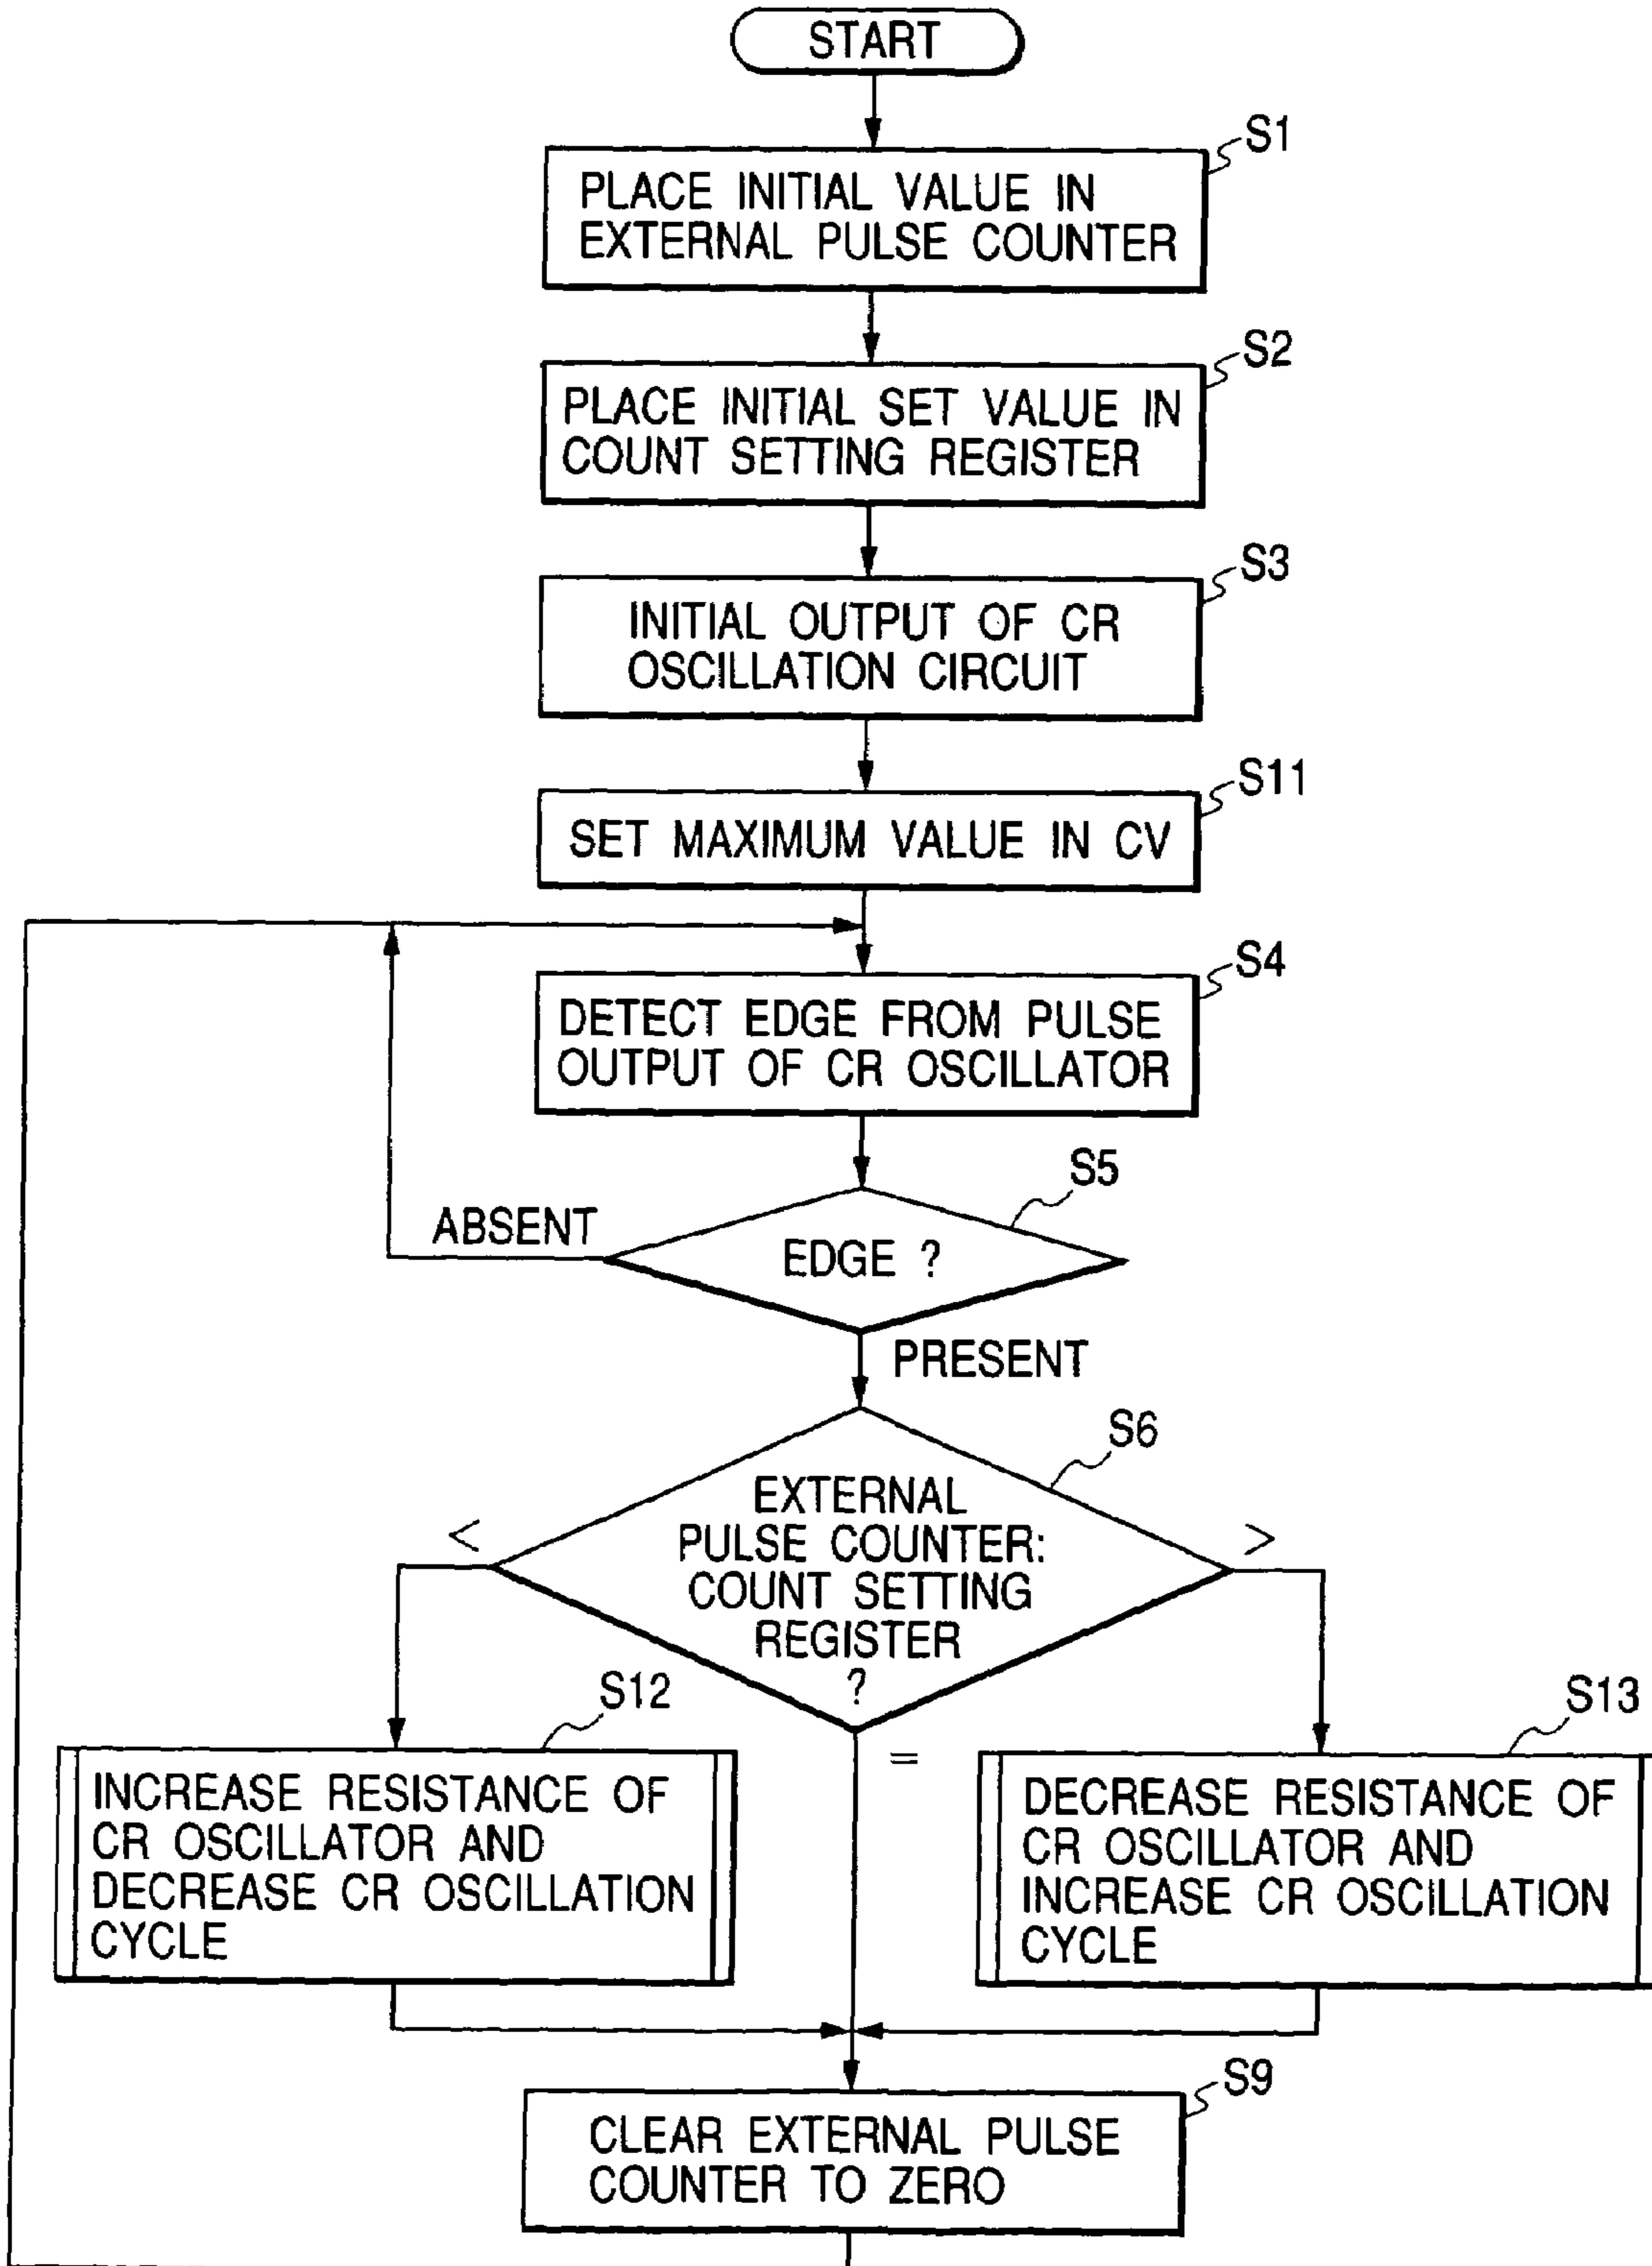 START
S1
PLACE INITIAL VALUE IN
EXTERNAL PULSE COUNTER
S2
PLACE INITIAL SET VALUE IN
COUNT SETTING REGISTER
S3
INITIAL OUTPUT OF CR
OSCILLATION CIRCUIT
S11
SET MAXIMUM VALUE IN CV
S4
DETECT EDGE FROM PULSE
OUTPUT OF CR OSCILLATOR
S5
ABSENT
EDGE ?
PRESENT
S6
EXTERNAL
PULSE COUNTER:
COUNT SETTING
REGISTER
?
<
>
=
S12
INCREASE RESISTANCE OF
CR OSCILLATOR AND
DECREASE CR OSCILLATION
CYCLE
S13
DECREASE RESISTANCE OF
CR OSCILLATOR AND
INCREASE CR OSCILLATION
CYCLE
S9
CLEAR EXTERNAL PULSE
COUNTER TO ZERO